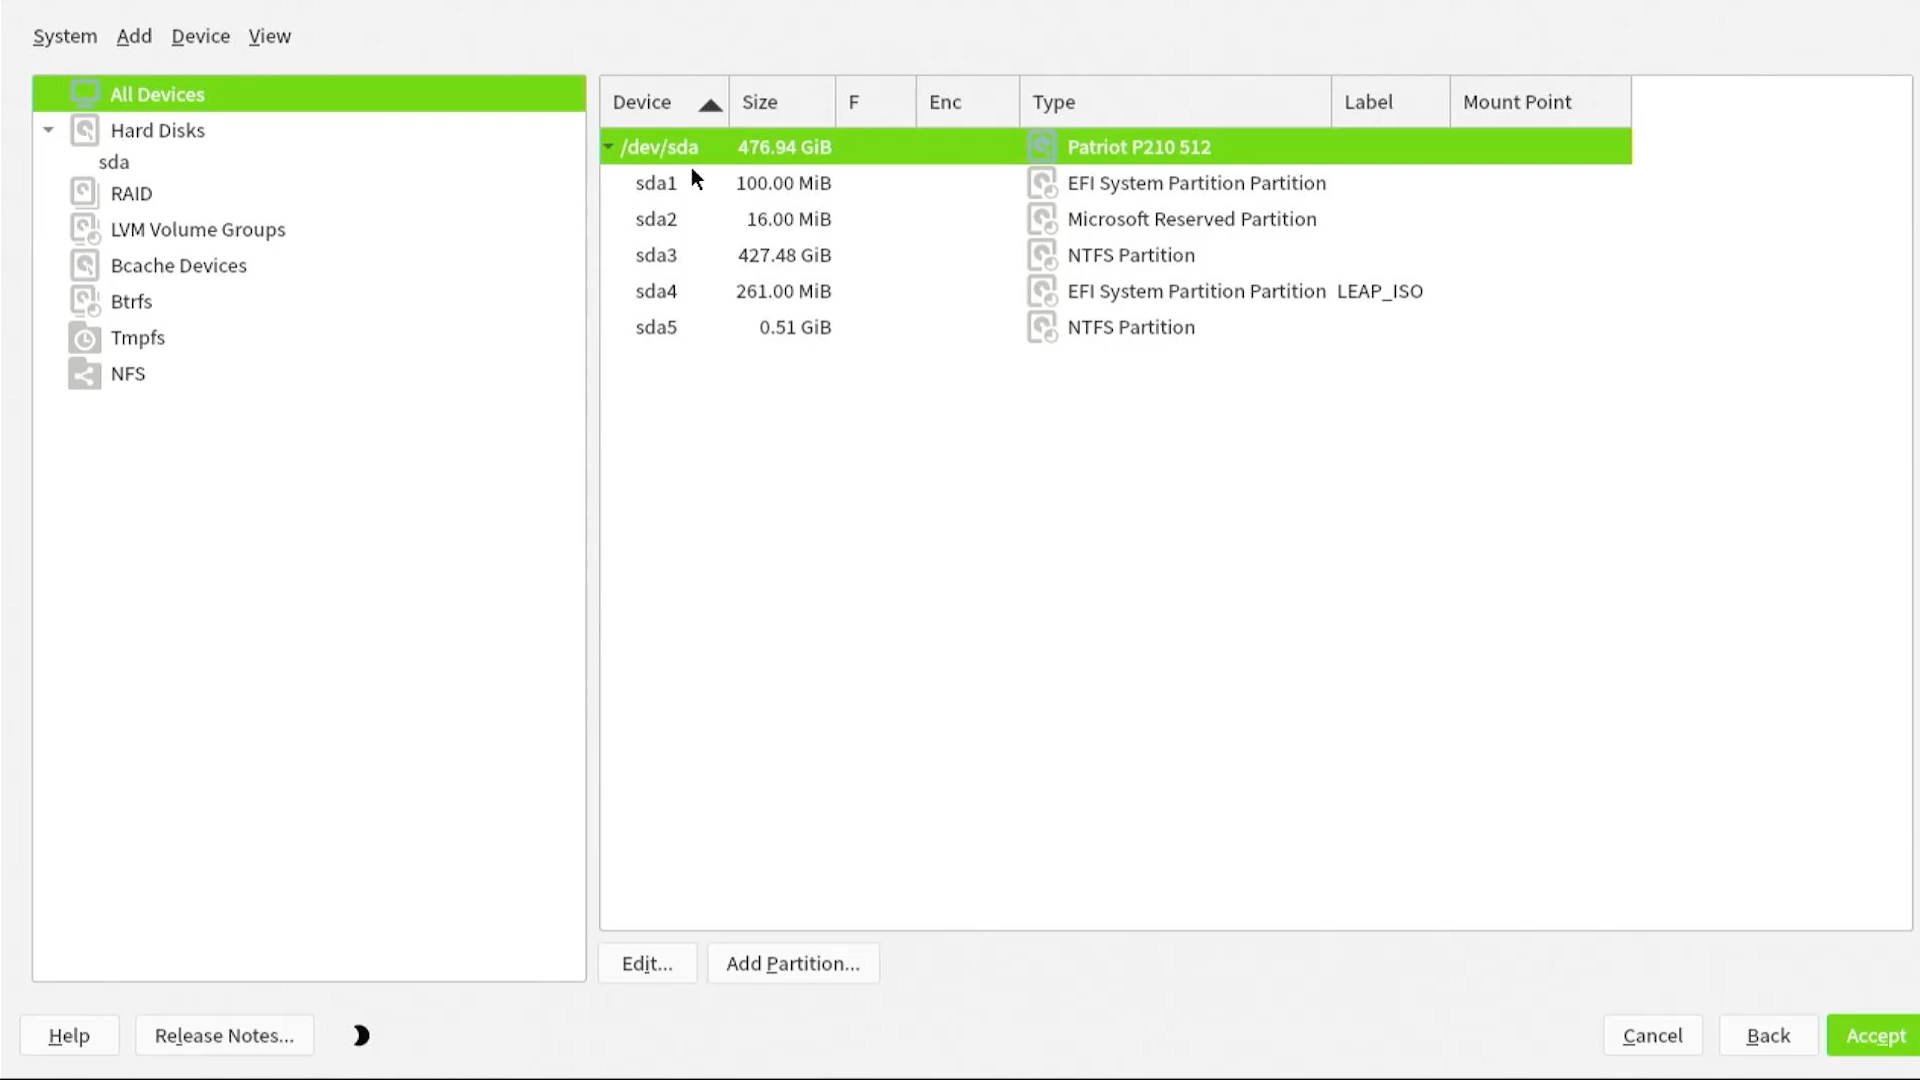 System Add Device View
All Devices
Hard Disks
sda
RAID
LVM Volume Groups
Bcache Devices
Btrfs
Tmpfs
NFS
Device Size F Enc Type Label Mount Point
/dev/sda 476.94 GiB Patriot P210 512
sda1 100.00 MiB EFI System Partition Partition
sda2 16.00 MiB Microsoft Reserved Partition
sda3 427.48 GiB NTFS Partition
sda4 261.00 MiB EFI System Partition Partition LEAP_ISO
sda5 0.51 GiB NTFS Partition
Edit... Add Partition...
Help Release Notes... Cancel Back Accept